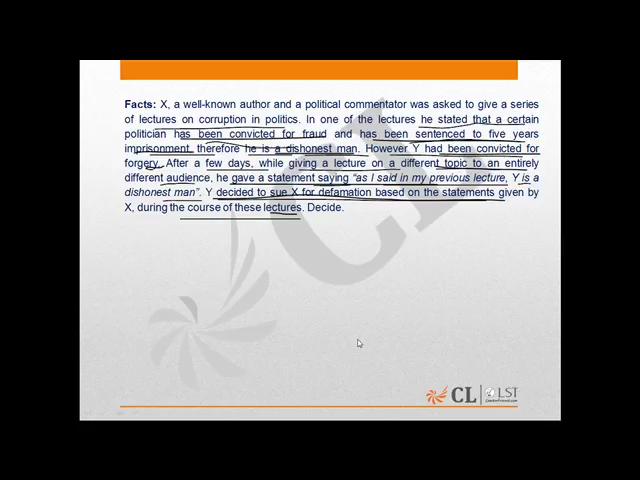 Facts: X, a well-known author and a political commentator was asked to give a series
of lectures on corruption in politics. In one of his lectures he stated that a certain
politician has been convicted for fraud and has been sentenced to five years
imprisonment therefore he is a dishonest man. However Y had been convicted for
forgery. After a few days, while giving a lecture on a different topic to an entirely
different audience, he gave a statement saying "as I said in my previous lecture, Y is a
dishonest man". Y decided to sue X for defamation based on the statements given by
X, during the course of these lectures. Decide.
CL
CL LST